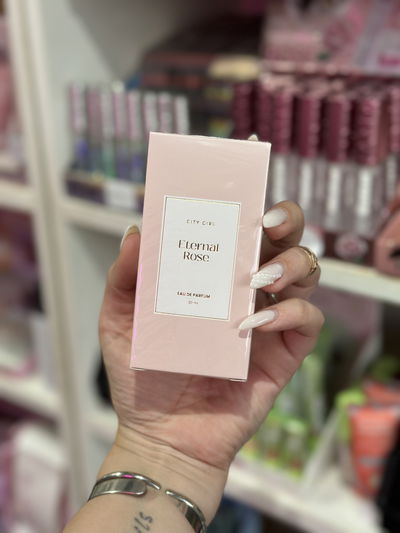 CITY GIRL
Eternal
Rose
EAU DE PARFUM